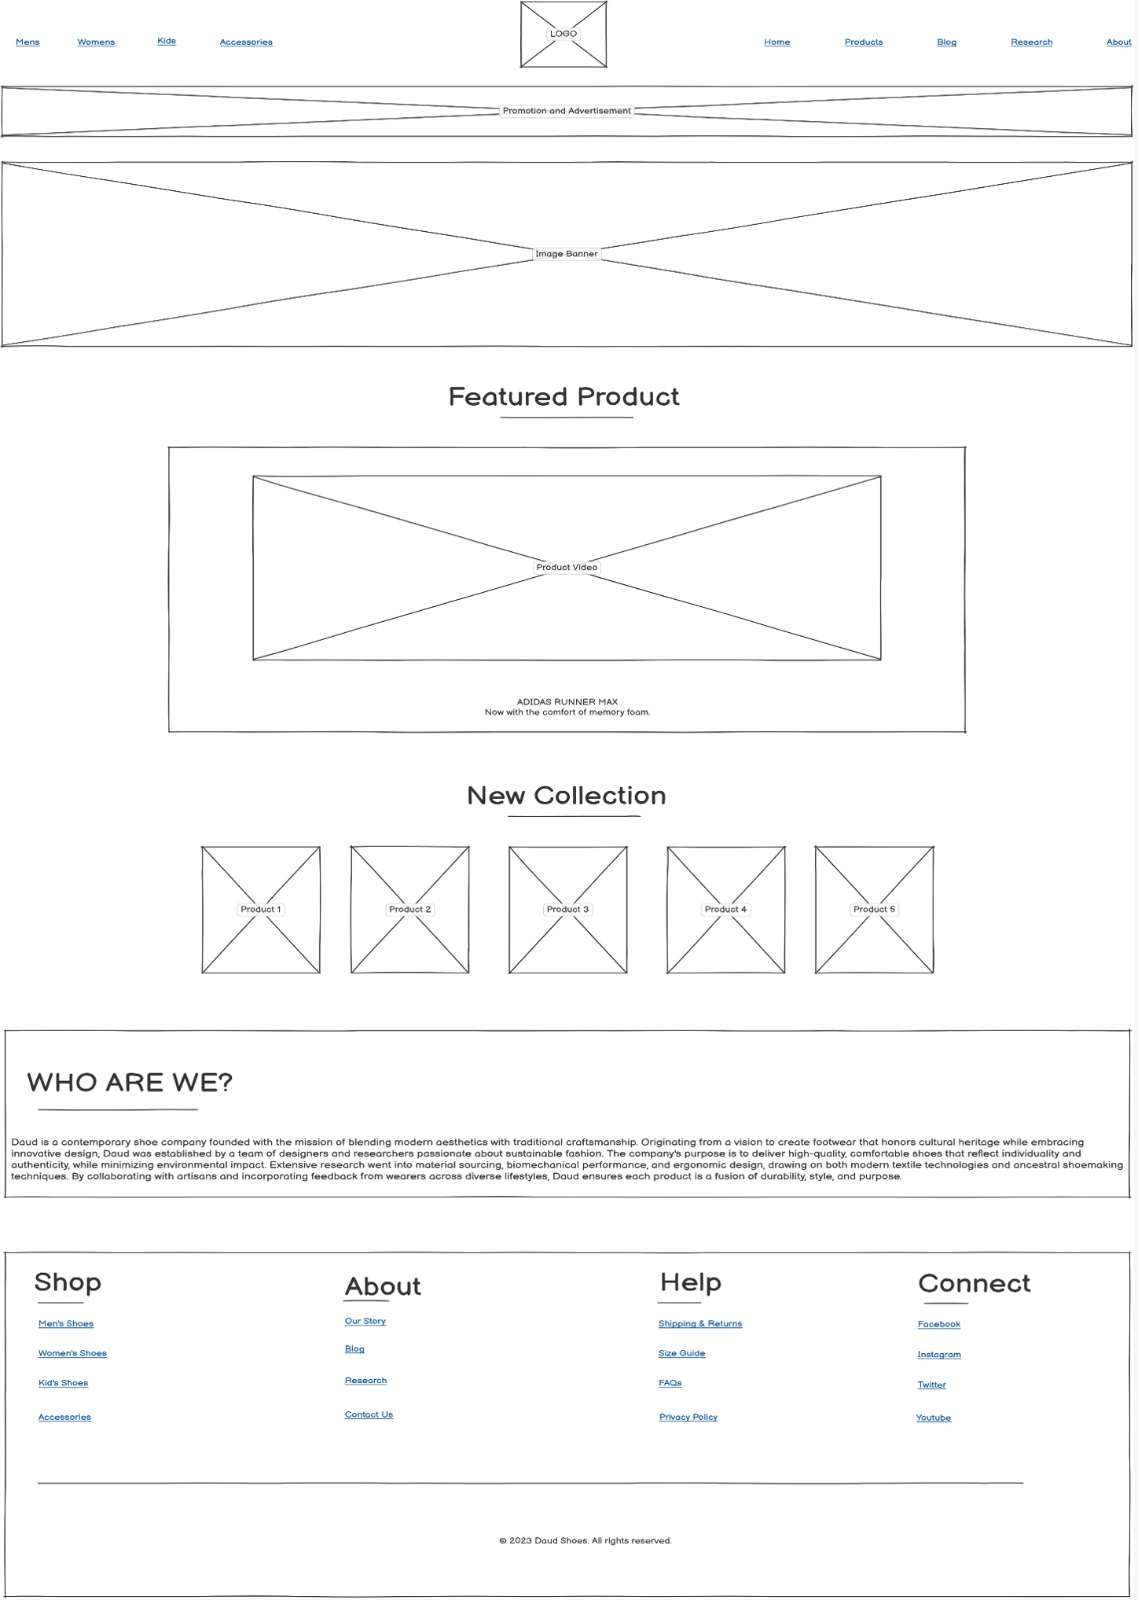 Mens Womens Kids Accessories LOGO Home Products Blog Research About
Promotion and Advertisement
Image Banner
Featured Product
Product Video
ADIDAS RUNNER MAX
Now with the comfort of memory foam.
New Collection
Product 1 Product 2 Product 3 Product 4 Product 5
WHO ARE WE?
Daud is a contemporary shoe company founded with the mission of blending modern aesthetics with traditional craftsmanship. Originating from a vision to create footwear that honors cultural heritage while embracing
innovative design, Daud was established by a team of designers and researchers passionate about sustainable fashion. The company's purpose is to deliver high-quality, comfortable shoes that reflect individuality and
authenticity, while minimizing environmental impact. Extensive research went into material sourcing, biomechanical performance, and ergonomic design, drawing on both modern textile technologies and ancestral shoemaking
techniques. By collaborating with artisans and incorporating feedback from wearers across diverse lifestyles, Daud ensures each product is a fusion of durability, style, and purpose.
Shop
Men's Shoes
Women's Shoes
Kid's Shoes
Accessories
About
Our Story
Blog
Research
Contact Us
Help
Shipping & Returns
Size Guide
FAQs
Privacy Policy
Connect
Facebook
Instagram
Twitter
Youtube
© 2023 Daud Shoes. All rights reserved.